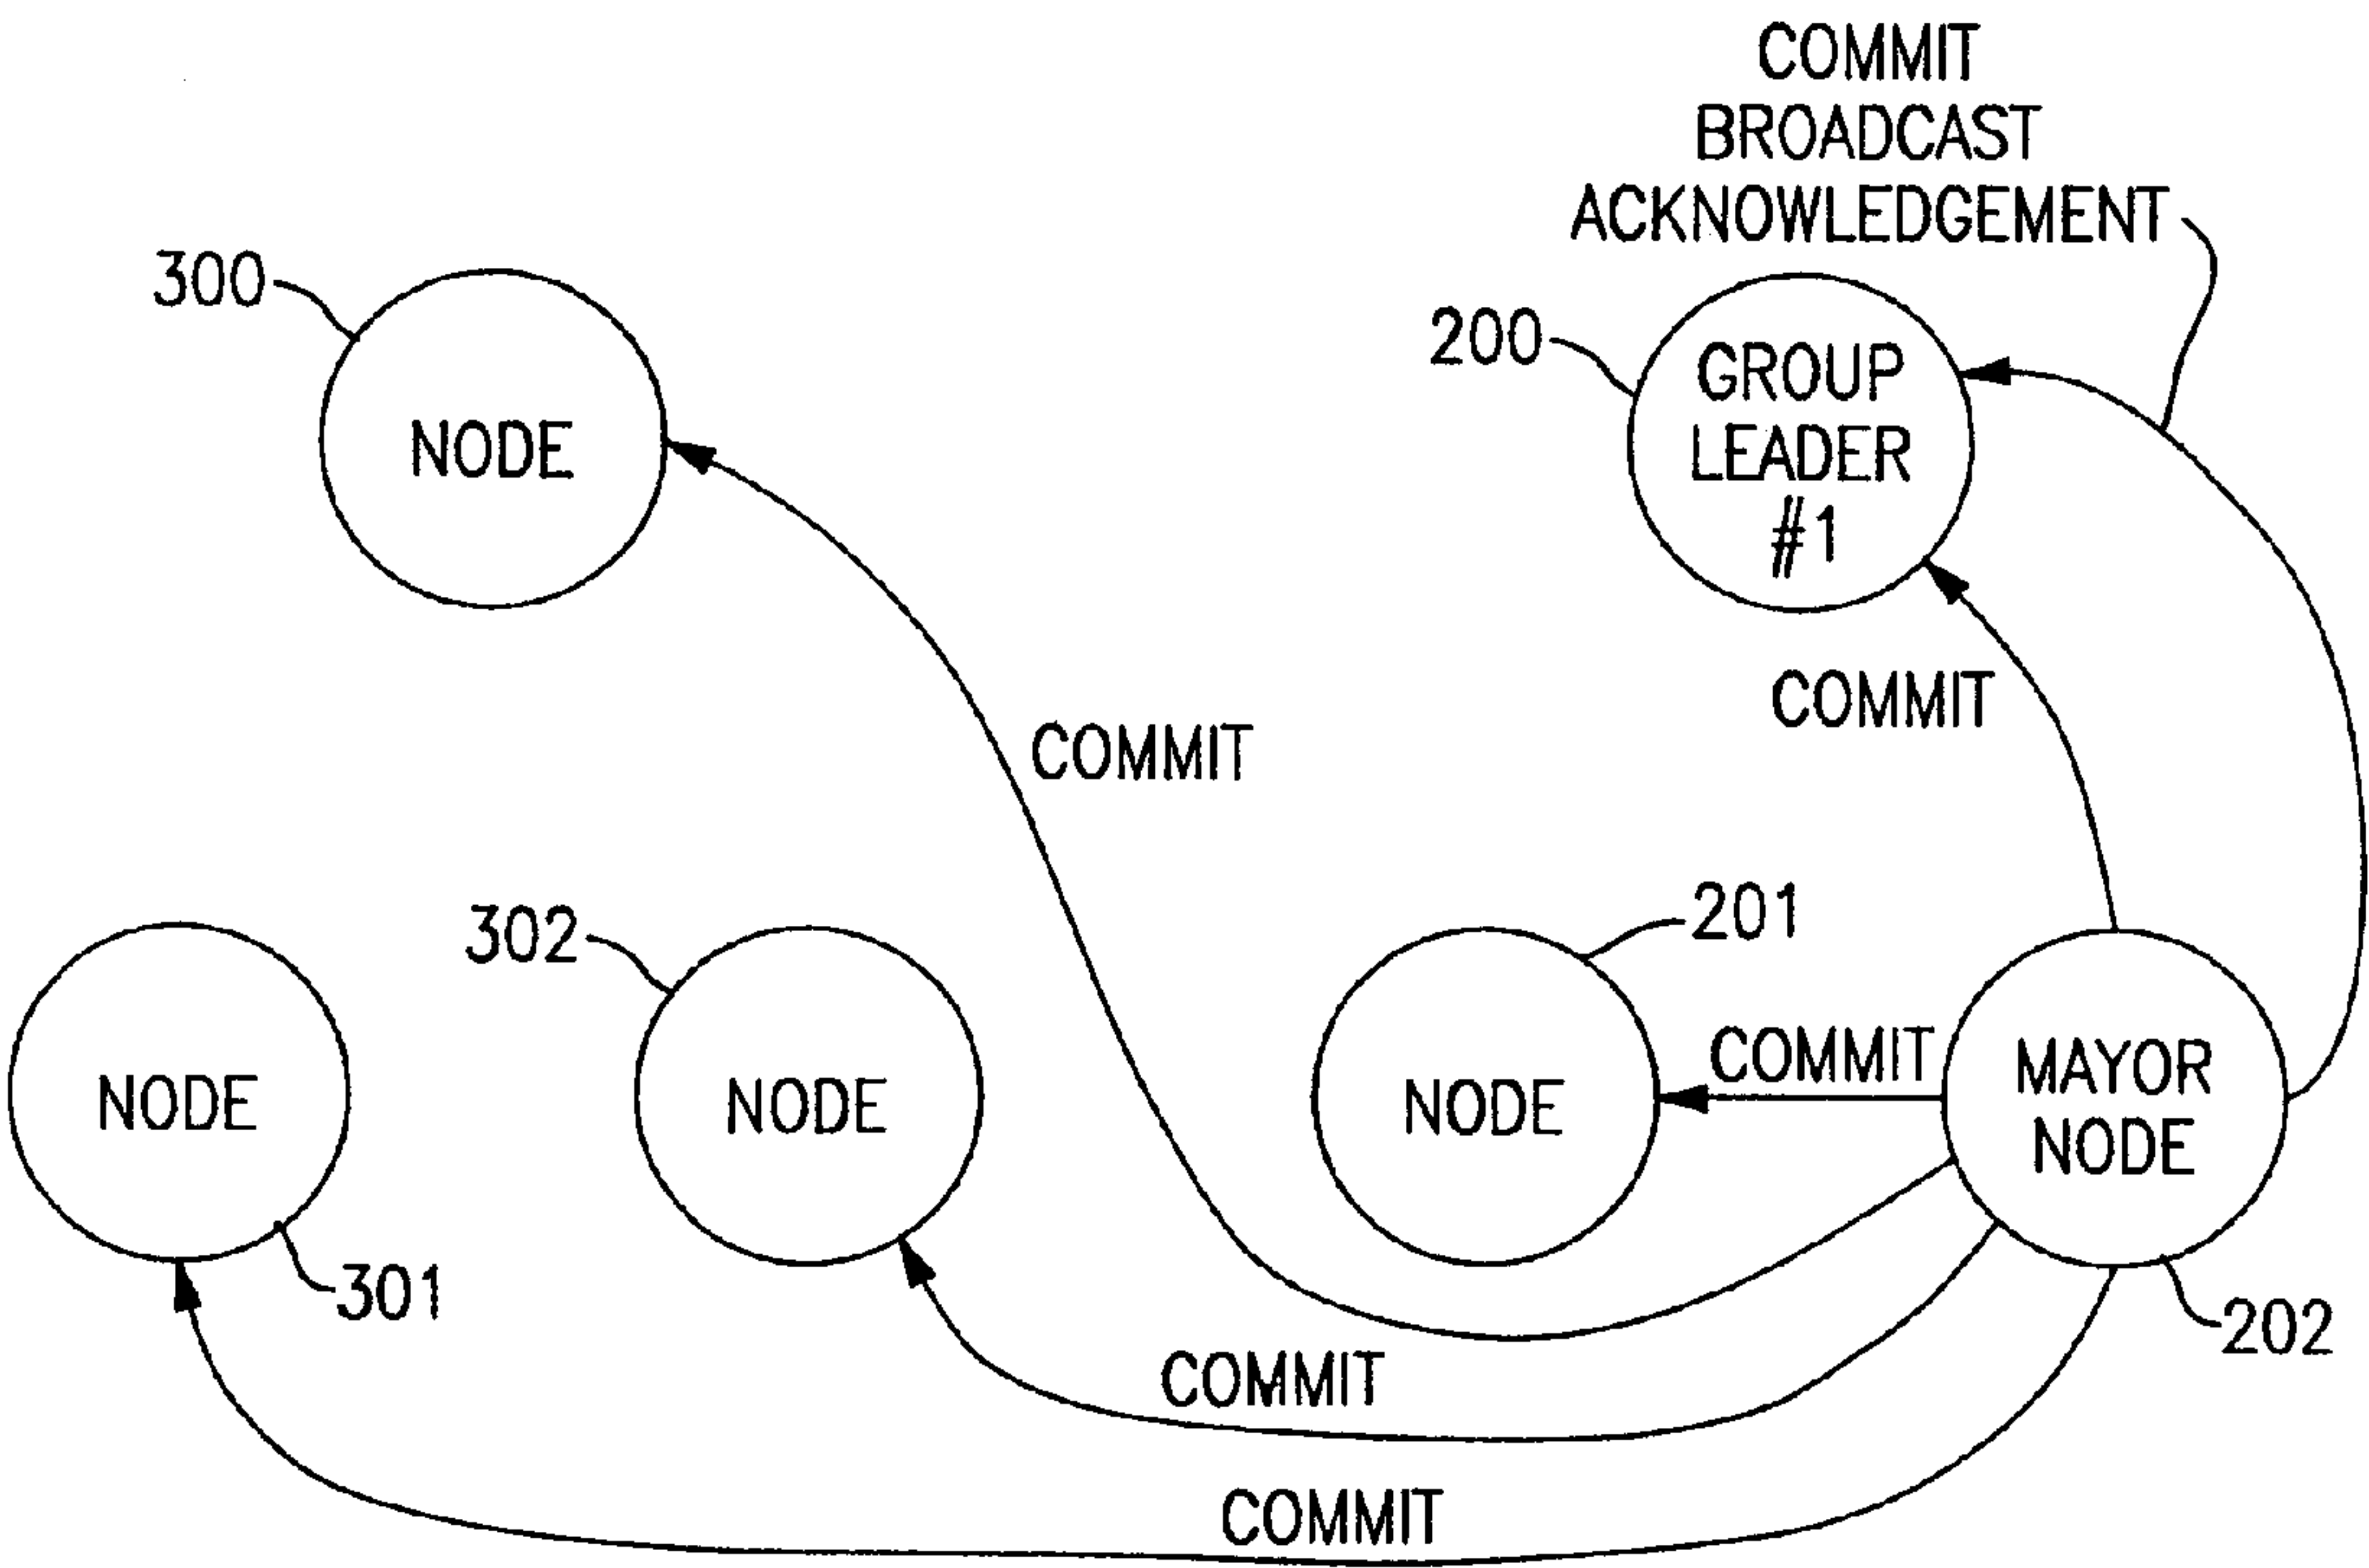 COMMIT
BROADCAST
ACKNOWLEDGEMENT
300
200
NODE
GROUP
LEADER
#1
COMMIT
COMMIT
302
201
NODE
NODE
NODE
COMMIT
MAYOR
NODE
301
202
COMMIT
COMMIT